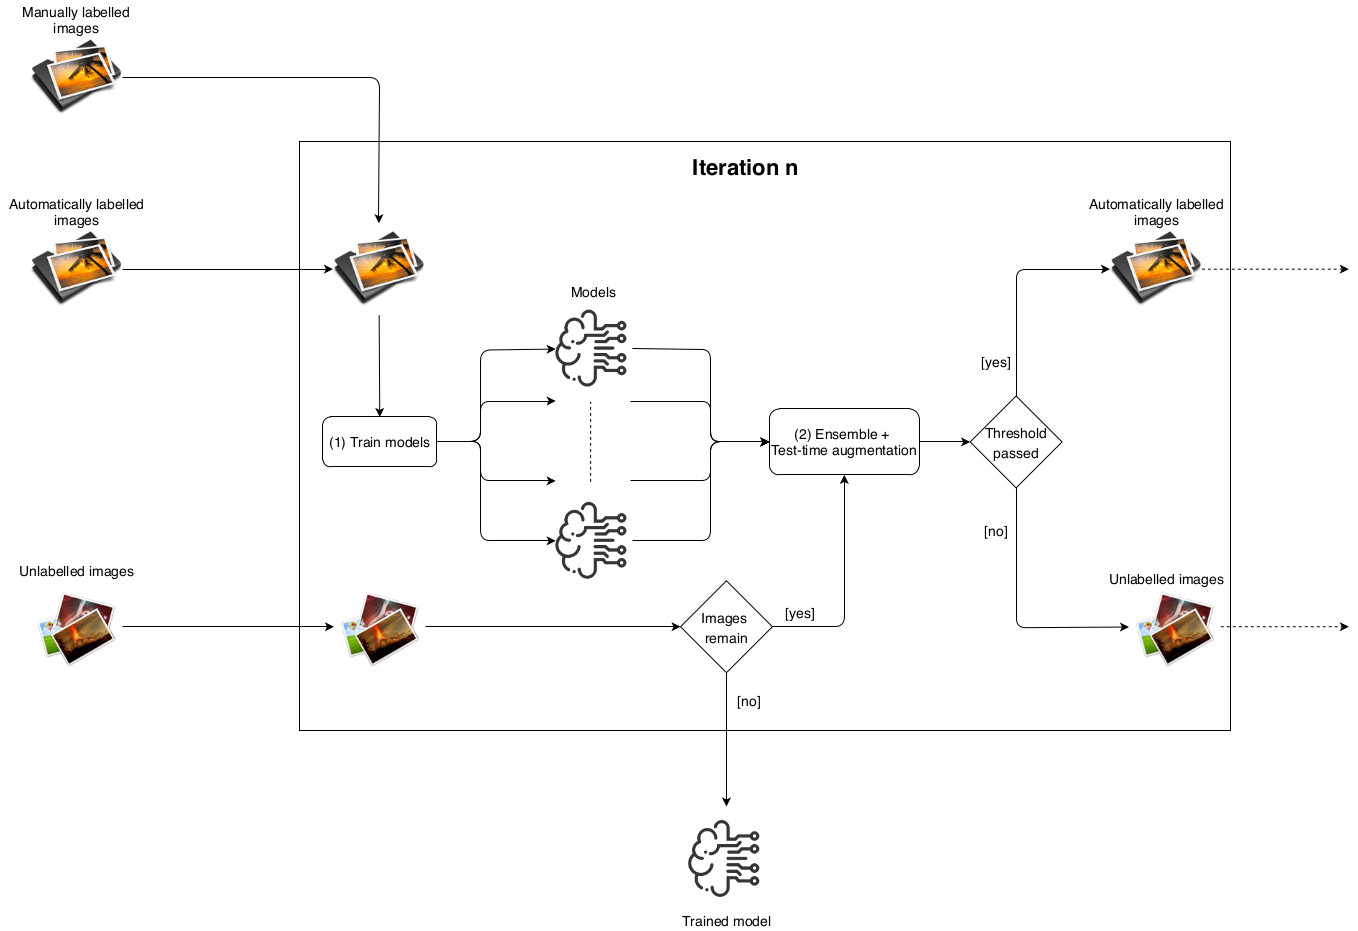 Manually labelled
images
Iteration n
Automatically labelled
images
Automatically labelled
images
Models
[yes]
(1) Train models
(2) Ensemble +
Test-time augmentation
Threshold
passed
[no]
Unlabelled images
Unlabelled images
Images
remain
[yes]
[no]
Trained model